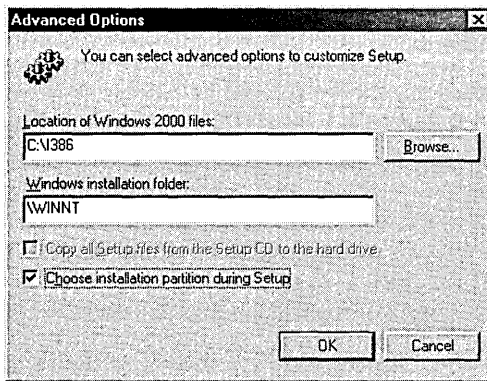 Advanced Options
You can select advanced options to customize Setup.
Location of Windows 2000 files:
C:\I386
Browse...
Windows installation folder:
\WINNT
Copy all Setup files from the Setup CD to the hard drive
Choose installation partition during Setup
OK
Cancel